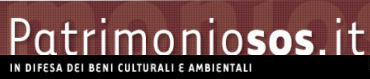 Patrimoniosos.it
IN DIFESA DEI BENI CULTURALI E AMBIENTALI